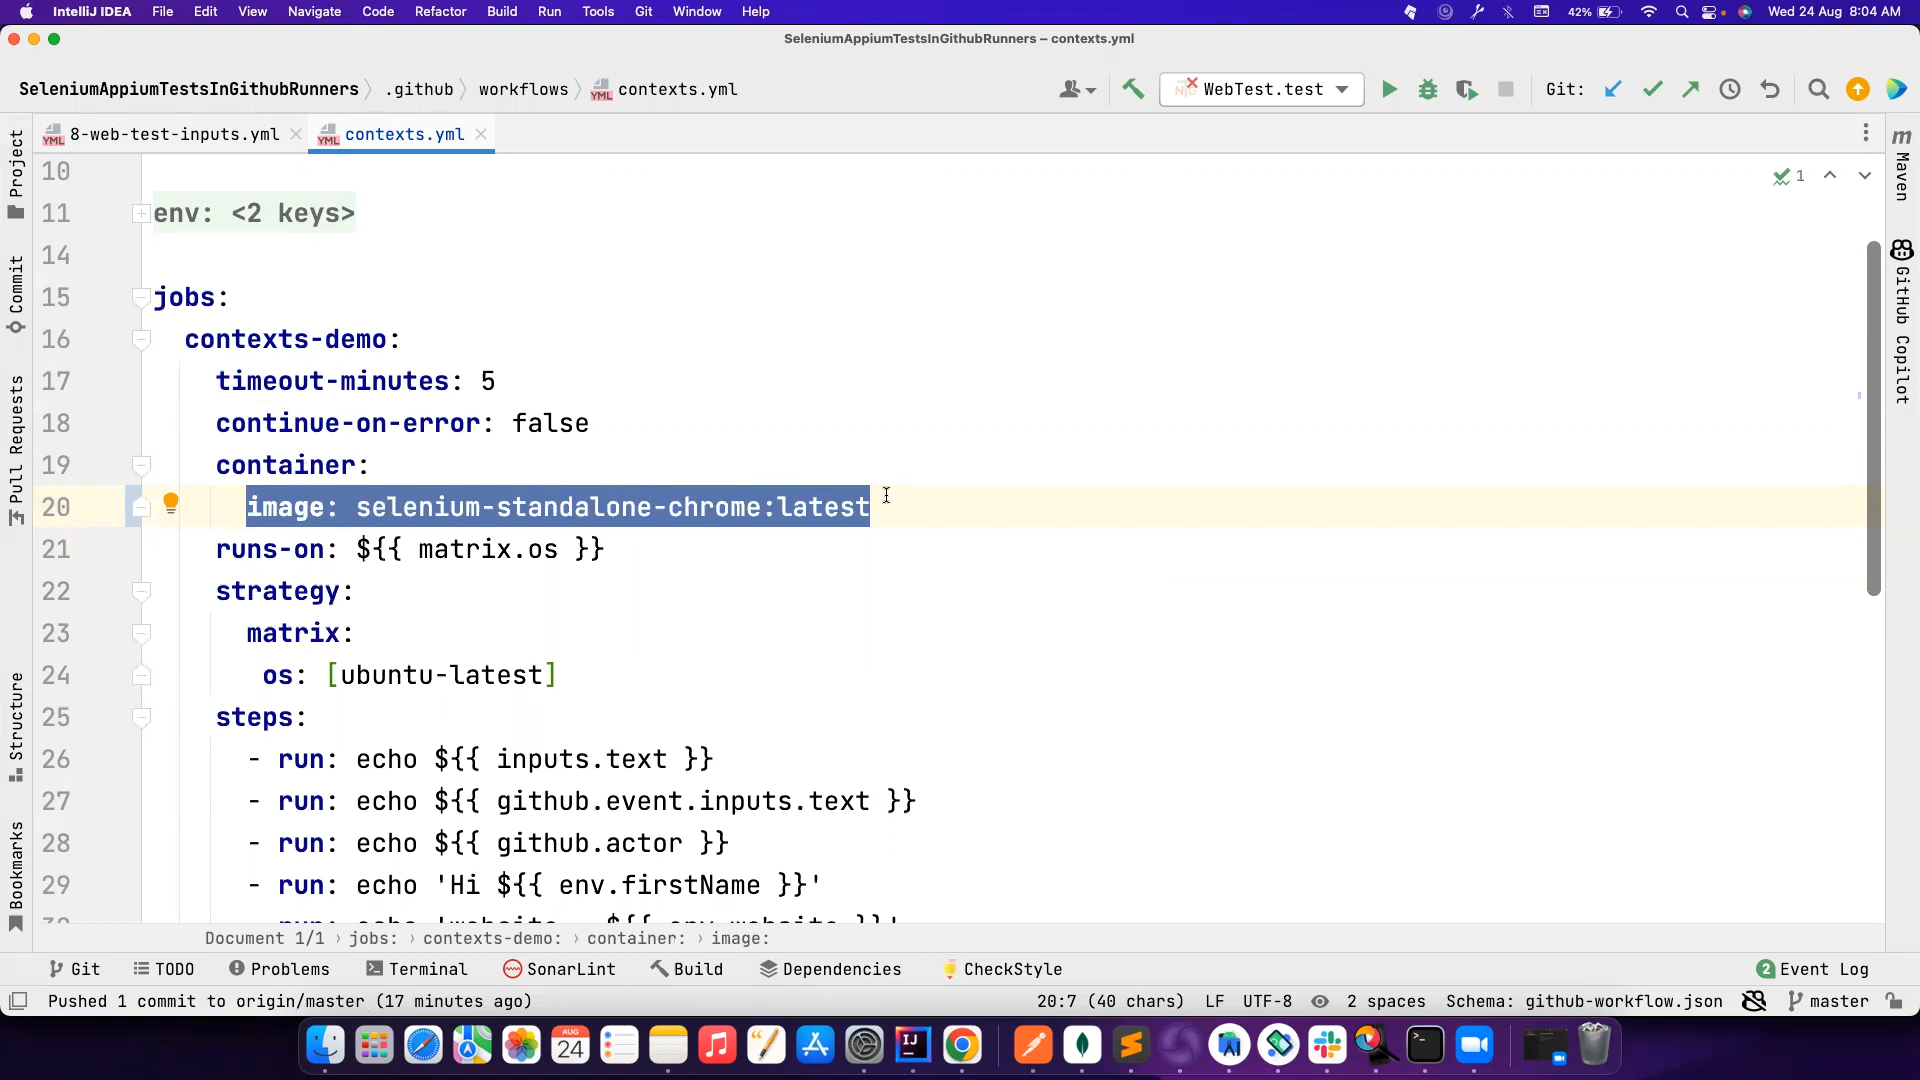 IntelliJ IDEA File Edit View Navigate Code Refactor Build Run Tools Git Window Help 42% Wed 24 Aug 8:04 AM
SeleniumAppiumTestsInGithubRunners – contexts.yml
SeleniumAppiumTestsInGithubRunners .github workflows YML contexts.yml WebTest.test Git:
YML 8-web-test-inputs.yml YML contexts.yml
Project
Commit
Pull Requests
Structure
Bookmarks
m Maven
GitHub Copilot
1
10
11 env: <2 keys>
14
15 jobs:
16 contexts-demo:
17 timeout-minutes: 5
18 continue-on-error: false
19 container:
20 image: selenium-standalone-chrome:latest
21 runs-on: ${{ matrix.os }}
22 strategy:
23 matrix:
24 os: [ubuntu-latest]
25 steps:
26 - run: echo ${{ inputs.text }}
27 - run: echo ${{ github.event.inputs.text }}
28 - run: echo ${{ github.actor }}
29 - run: echo 'Hi ${{ env.firstName }}'
Document 1/1 › jobs: › contexts-demo: › container: › image:
Git TODO Problems Terminal SonarLint Build Dependencies CheckStyle 2 Event Log
Pushed 1 commit to origin/master (17 minutes ago) 20:7 (40 chars) LF UTF-8 2 spaces Schema: github-workflow.json master
AUG
24
IJ